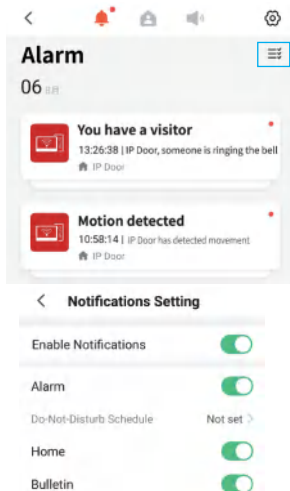 Alarm
06 8月
You have a visitor
13:26:38 | IP Door, someone is ringing the bell
IP Door
Motion detected
10:58:14 | IP Door has detected movement
IP Door
Notifications Setting
Enable Notifications
Alarm
Do-Not-Disturb Schedule Not set
Home
Bulletin